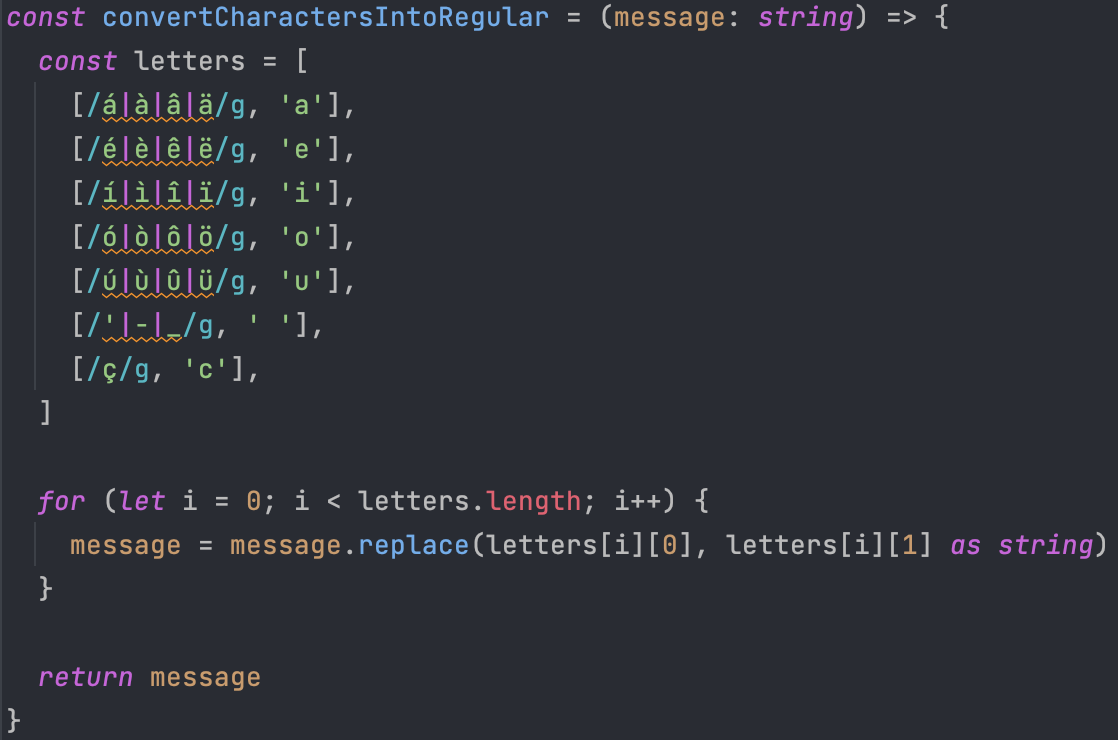 const convertCharactersIntoRegular = (message: string) => {
  const letters = [
    [/á|à|â|ä/g, 'a'],
    [/é|è|ê|ë/g, 'e'],
    [/í|ì|î|ï/g, 'i'],
    [/ó|ò|ô|ö/g, 'o'],
    [/ú|ù|û|ü/g, 'u'],
    [/'|-|_/g, ' '],
    [/ç/g, 'c'],
  ]

  for (let i = 0; i < letters.length; i++) {
    message = message.replace(letters[i][0], letters[i][1] as string)
  }

  return message
}